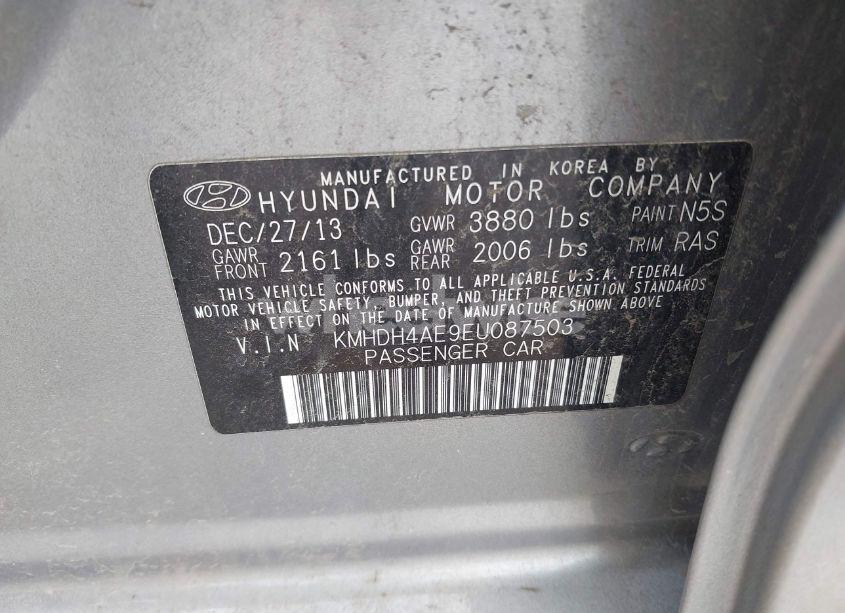 MANUFACTURED IN KOREA BY
HYUNDAI MOTOR COMPANY
DEC/27/13 GVWR 3880 lbs PAINT N5S
GAWR FRONT 2161 lbs GAWR REAR 2006 lbs TRIM RAS
THIS VEHICLE CONFORMS TO ALL APPLICABLE U.S.A. FEDERAL
MOTOR VEHICLE SAFETY, BUMPER, AND THEFT PREVENTION STANDARDS
IN EFFECT ON THE DATE OF MANUFACTURE SHOWN ABOVE
V.I.N KMHDH4AE9EU087503
PASSENGER CAR